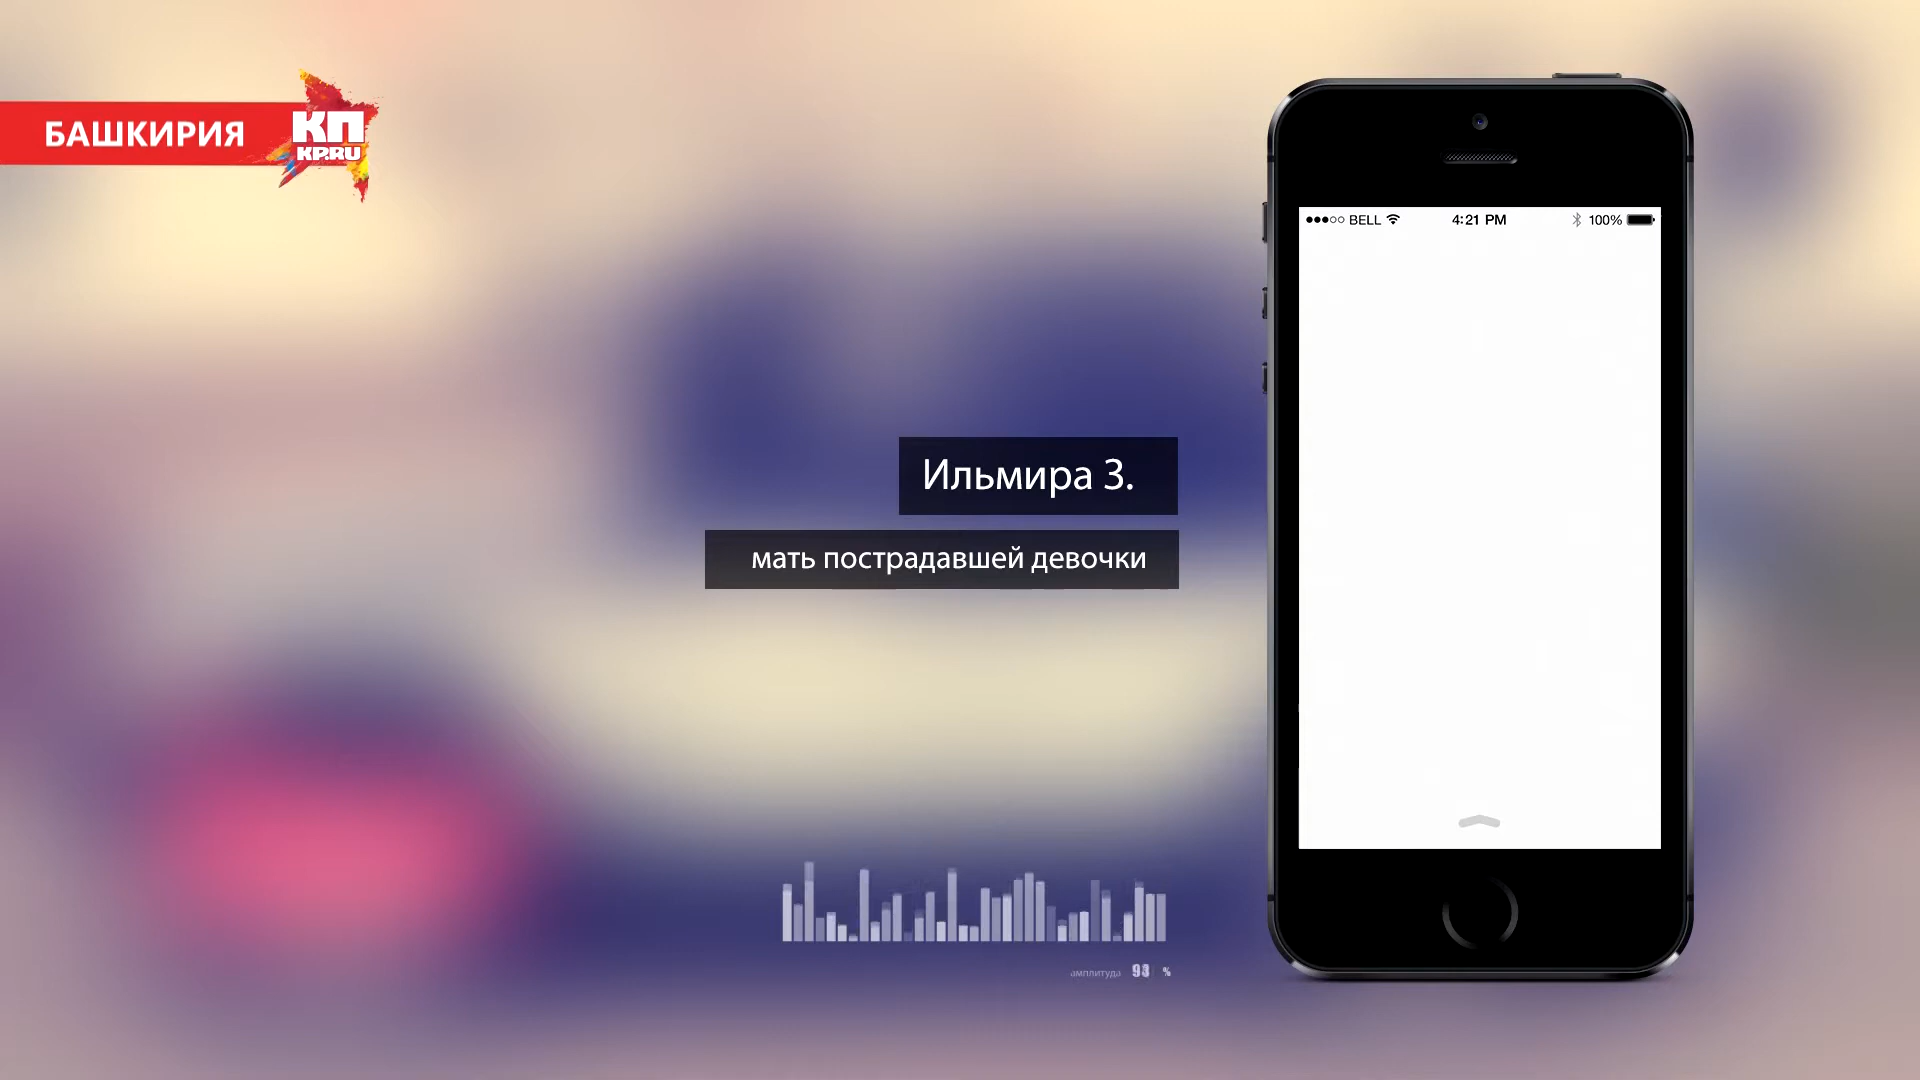 БАШКИРИЯ
КП
KP.RU
BELL 4:21 PM 100%
Ильмира З.
мать пострадавшей девочки
амплитуда 93 %